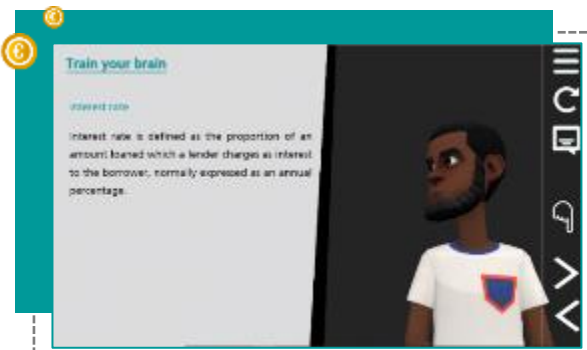 Train your brain
Interest rate
Interest rate is defined as the proportion of an
amount loaned which a lender charges as interest
to the borrower, normally expressed as an annual
percentage.